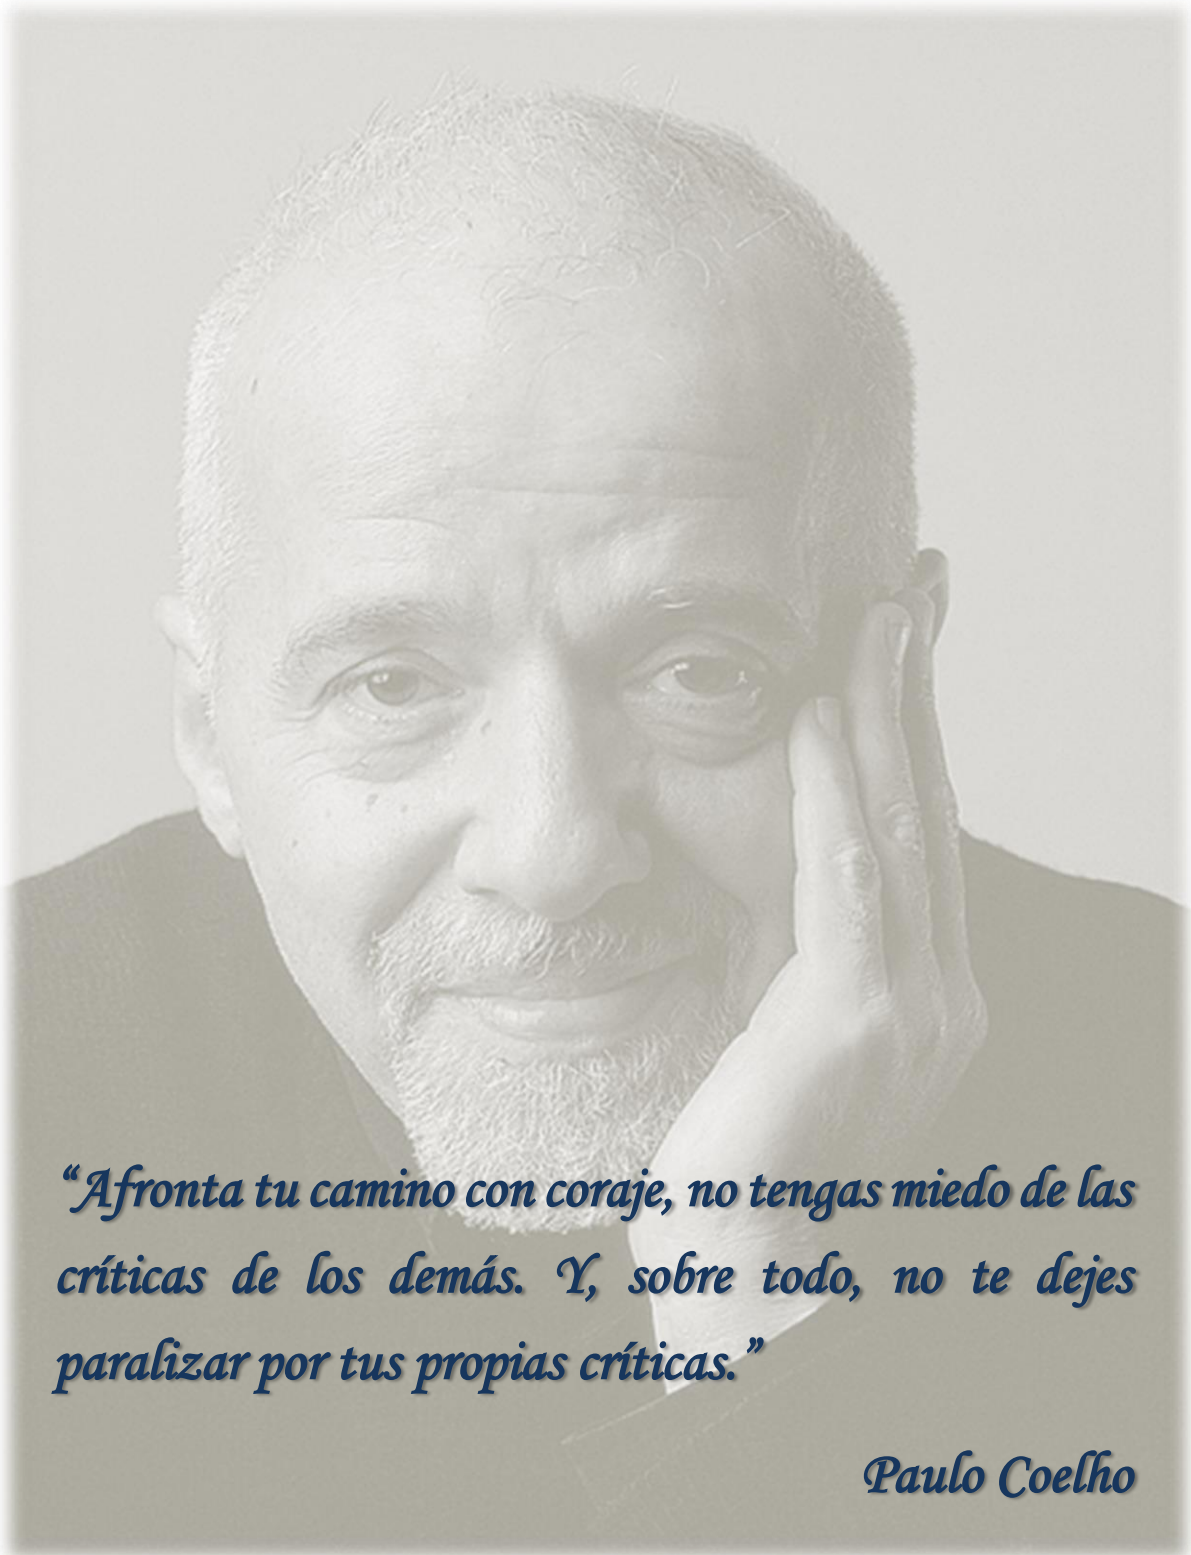 “Afronta tu camino con coraje, no tengas miedo de las
críticas de los demás. Y, sobre todo, no te dejes
paralizar por tus propias críticas.”
Paulo Coelho